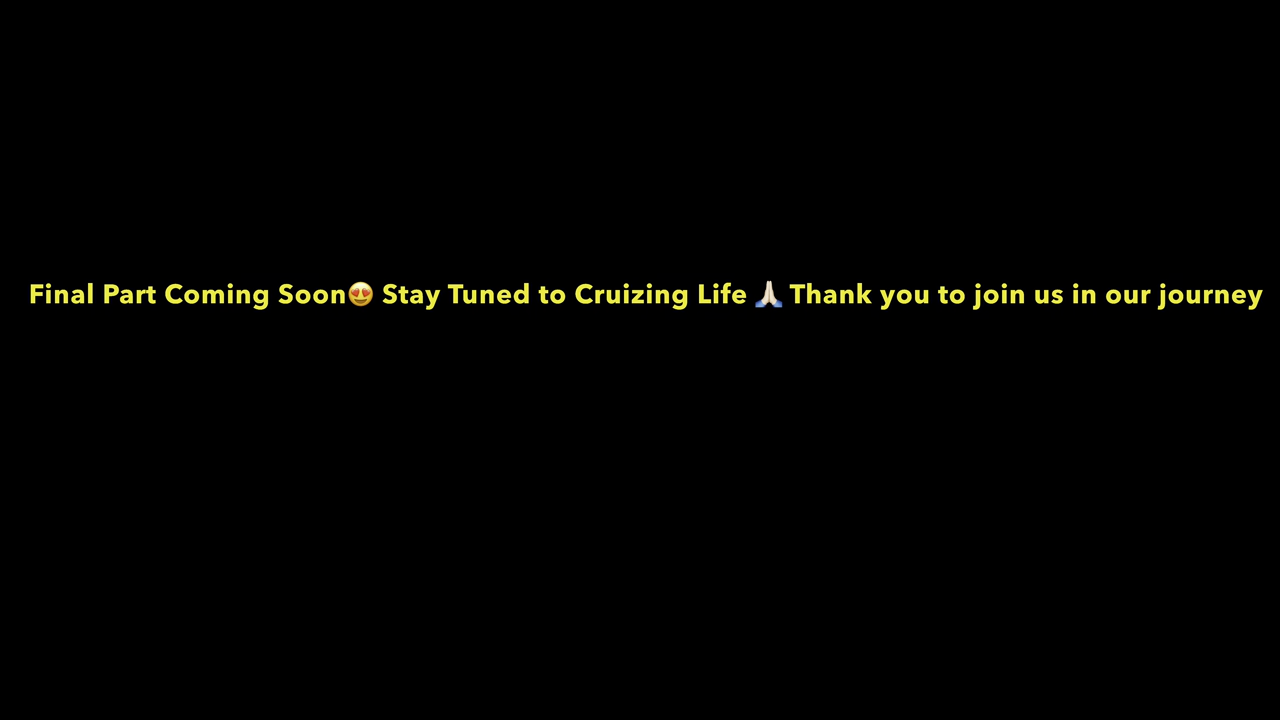 Final Part Coming Soon😍 Stay Tuned to Cruizing Life 🙏🏻 Thank you to join us in our journey